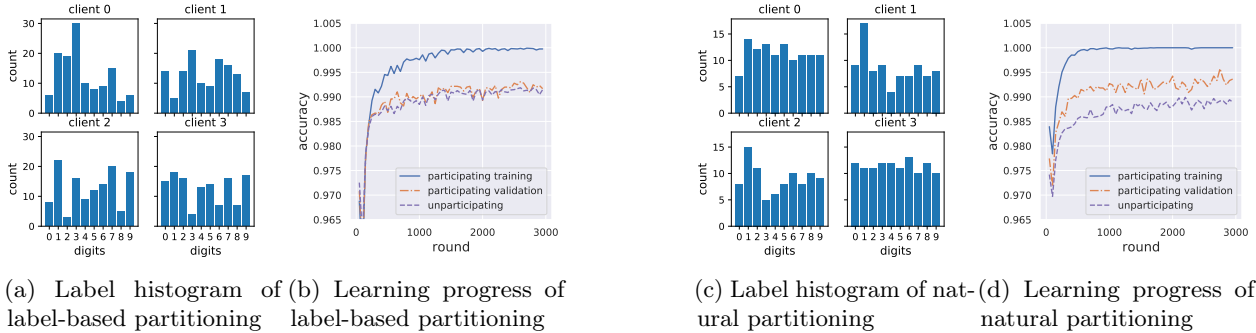 client 0
client 1
count
30
20
10
0
client 2
client 3
count
30
20
10
0
0 1 2 3 4 5 6 7 8 9
0 1 2 3 4 5 6 7 8 9
digits
1.005
1.000
0.995
0.990
0.985
0.980
0.975
0.970
0.965
accuracy
participating training
participating validation
unparticipating
0
1000
2000
3000
round
client 0
client 1
count
15
10
5
0
client 2
client 3
count
15
10
5
0
0 1 2 3 4 5 6 7 8 9
0 1 2 3 4 5 6 7 8 9
digits
1.005
1.000
0.995
0.990
0.985
0.980
0.975
0.970
0.965
accuracy
participating training
participating validation
unparticipating
0
1000
2000
3000
round
(a) Label histogram of
label-based partitioning
(b) Learning progress of
label-based partitioning
(c) Label histogram of nat-
ural partitioning
(d) Learning progress of
natural partitioning